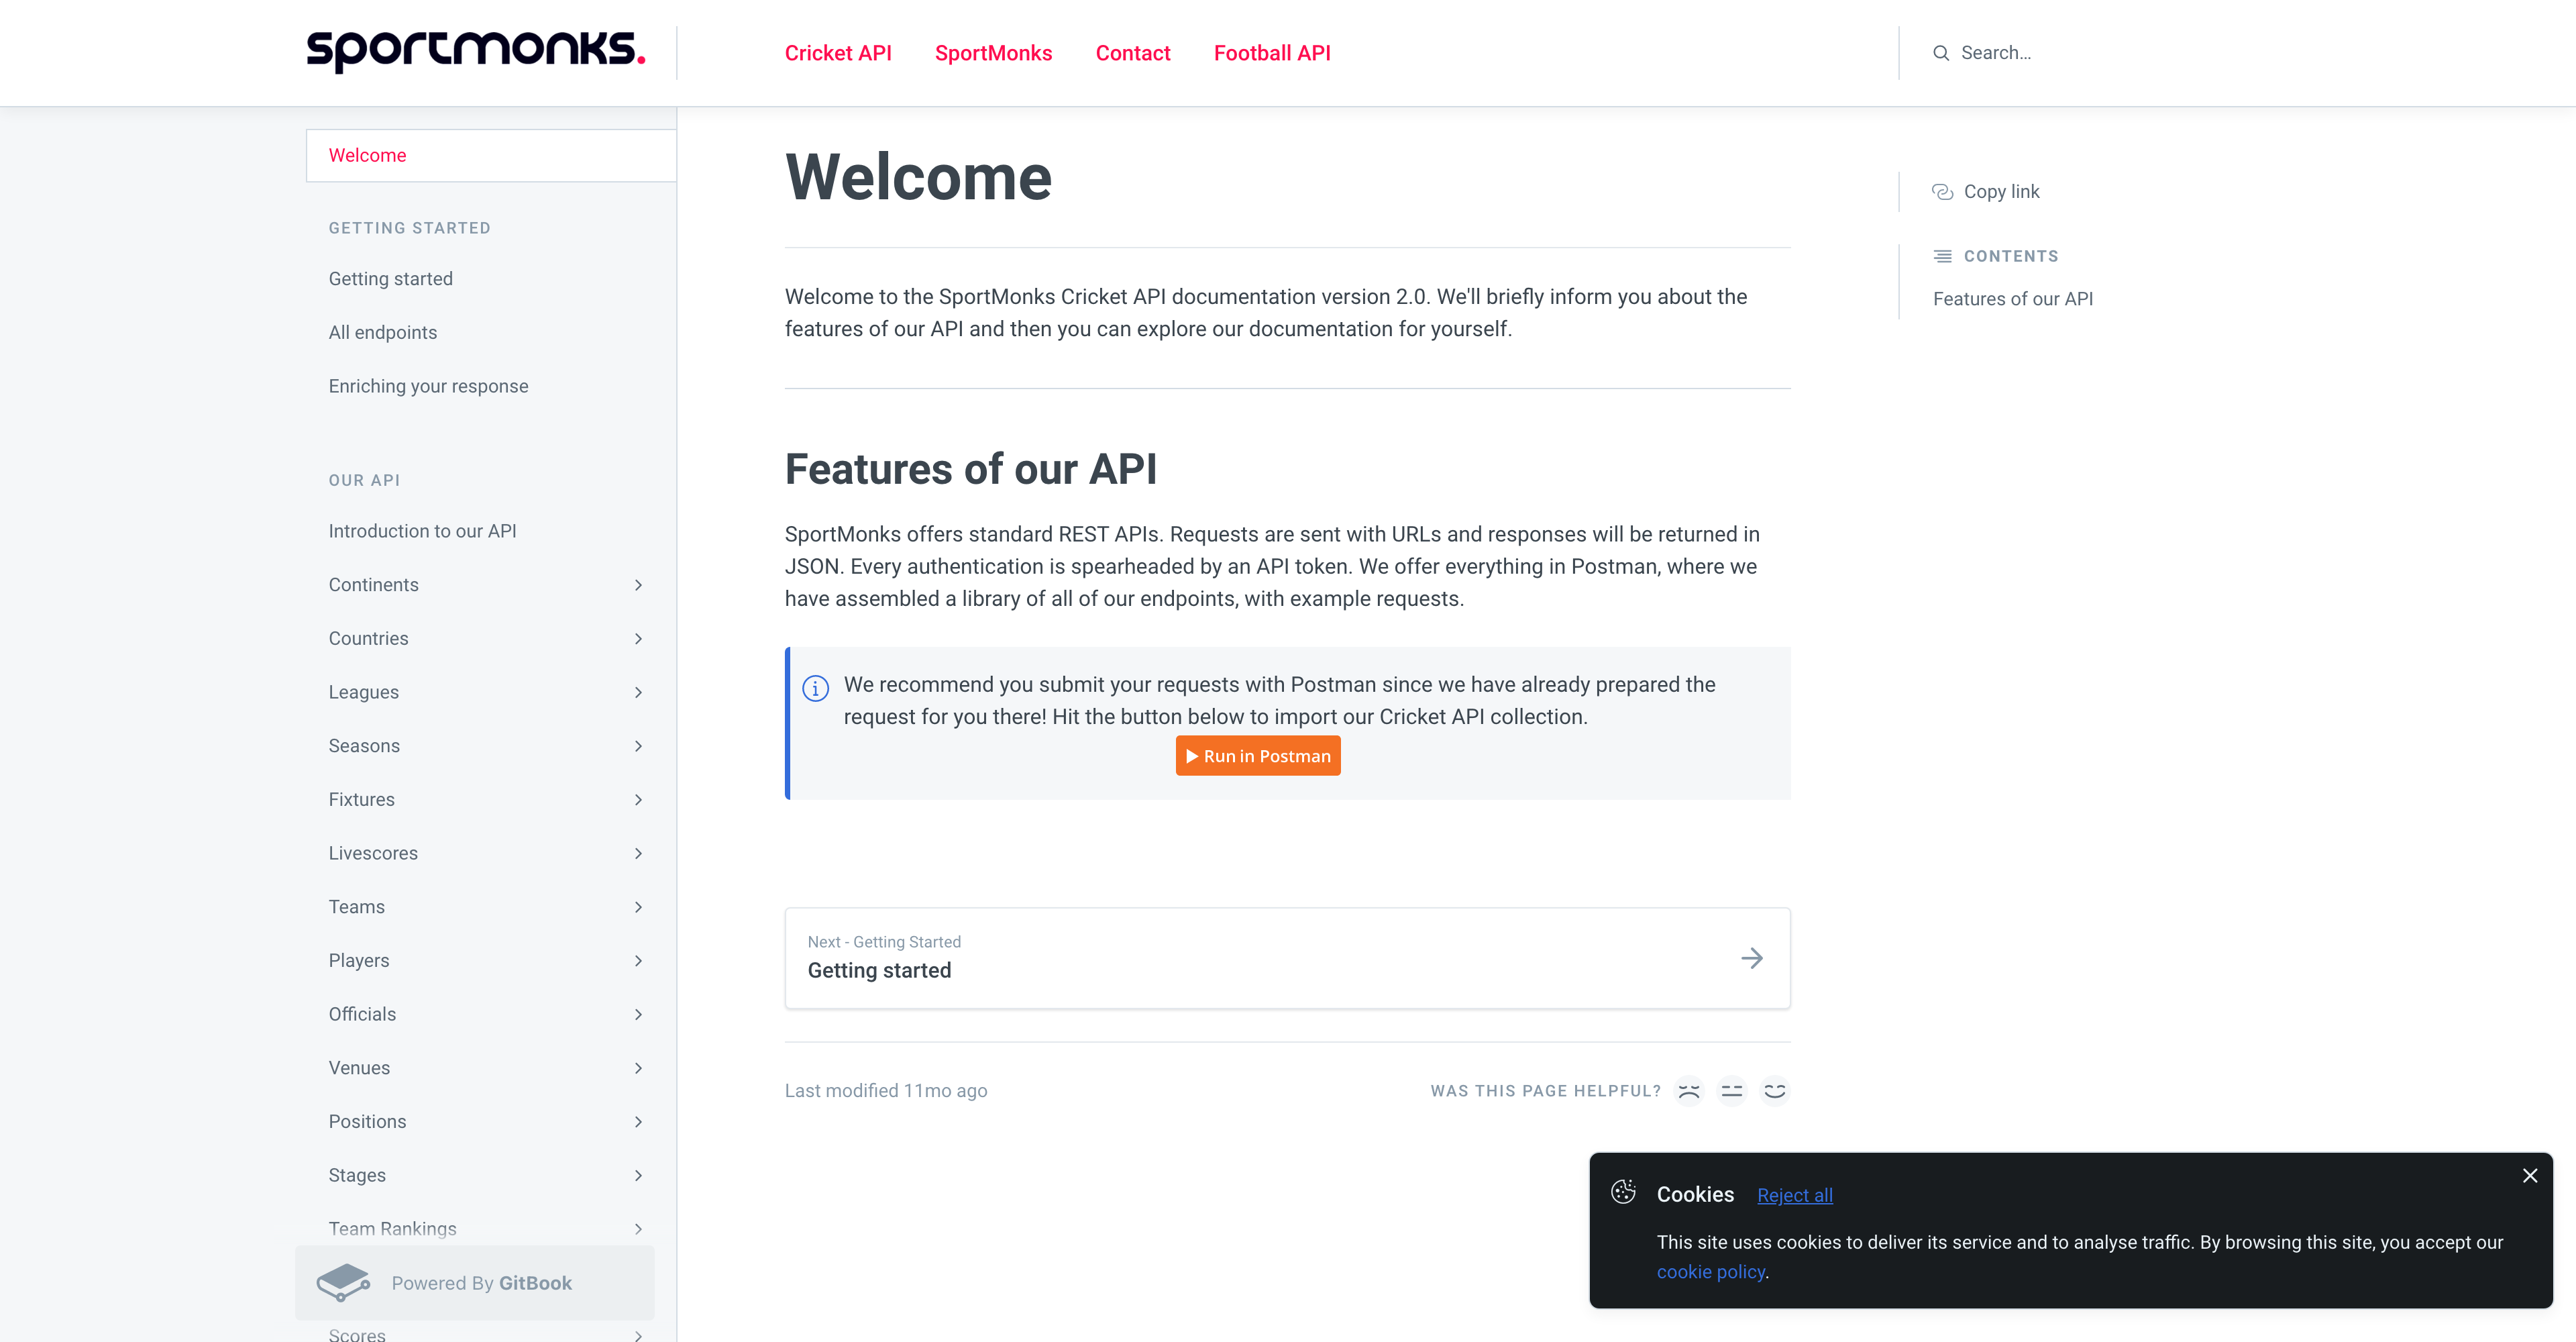 sportmonks.
Cricket API
SportMonks
Contact
Football API
Search...
Welcome
GETTING STARTED
Getting started
All endpoints
Enriching your response
OUR API
Introduction to our API
Continents
Countries
Leagues
Seasons
Fixtures
Livescores
Teams
Players
Officials
Venues
Positions
Stages
Team Rankings
Powered By GitBook
Scores
Welcome
Welcome to the SportMonks Cricket API documentation version 2.0. We'll briefly inform you about the
features of our API and then you can explore our documentation for yourself.
Features of our API
SportMonks offers standard REST APIs. Requests are sent with URLs and responses will be returned in
JSON. Every authentication is spearheaded by an API token. We offer everything in Postman, where we
have assembled a library of all of our endpoints, with example requests.
We recommend you submit your requests with Postman since we have already prepared the
request for you there! Hit the button below to import our Cricket API collection.
Run in Postman
Next - Getting Started
Getting started
Last modified 11mo ago
WAS THIS PAGE HELPFUL?
Copy link
CONTENTS
Features of our API
Cookies
Reject all
This site uses cookies to deliver its service and to analyse traffic. By browsing this site, you accept our
cookie policy.